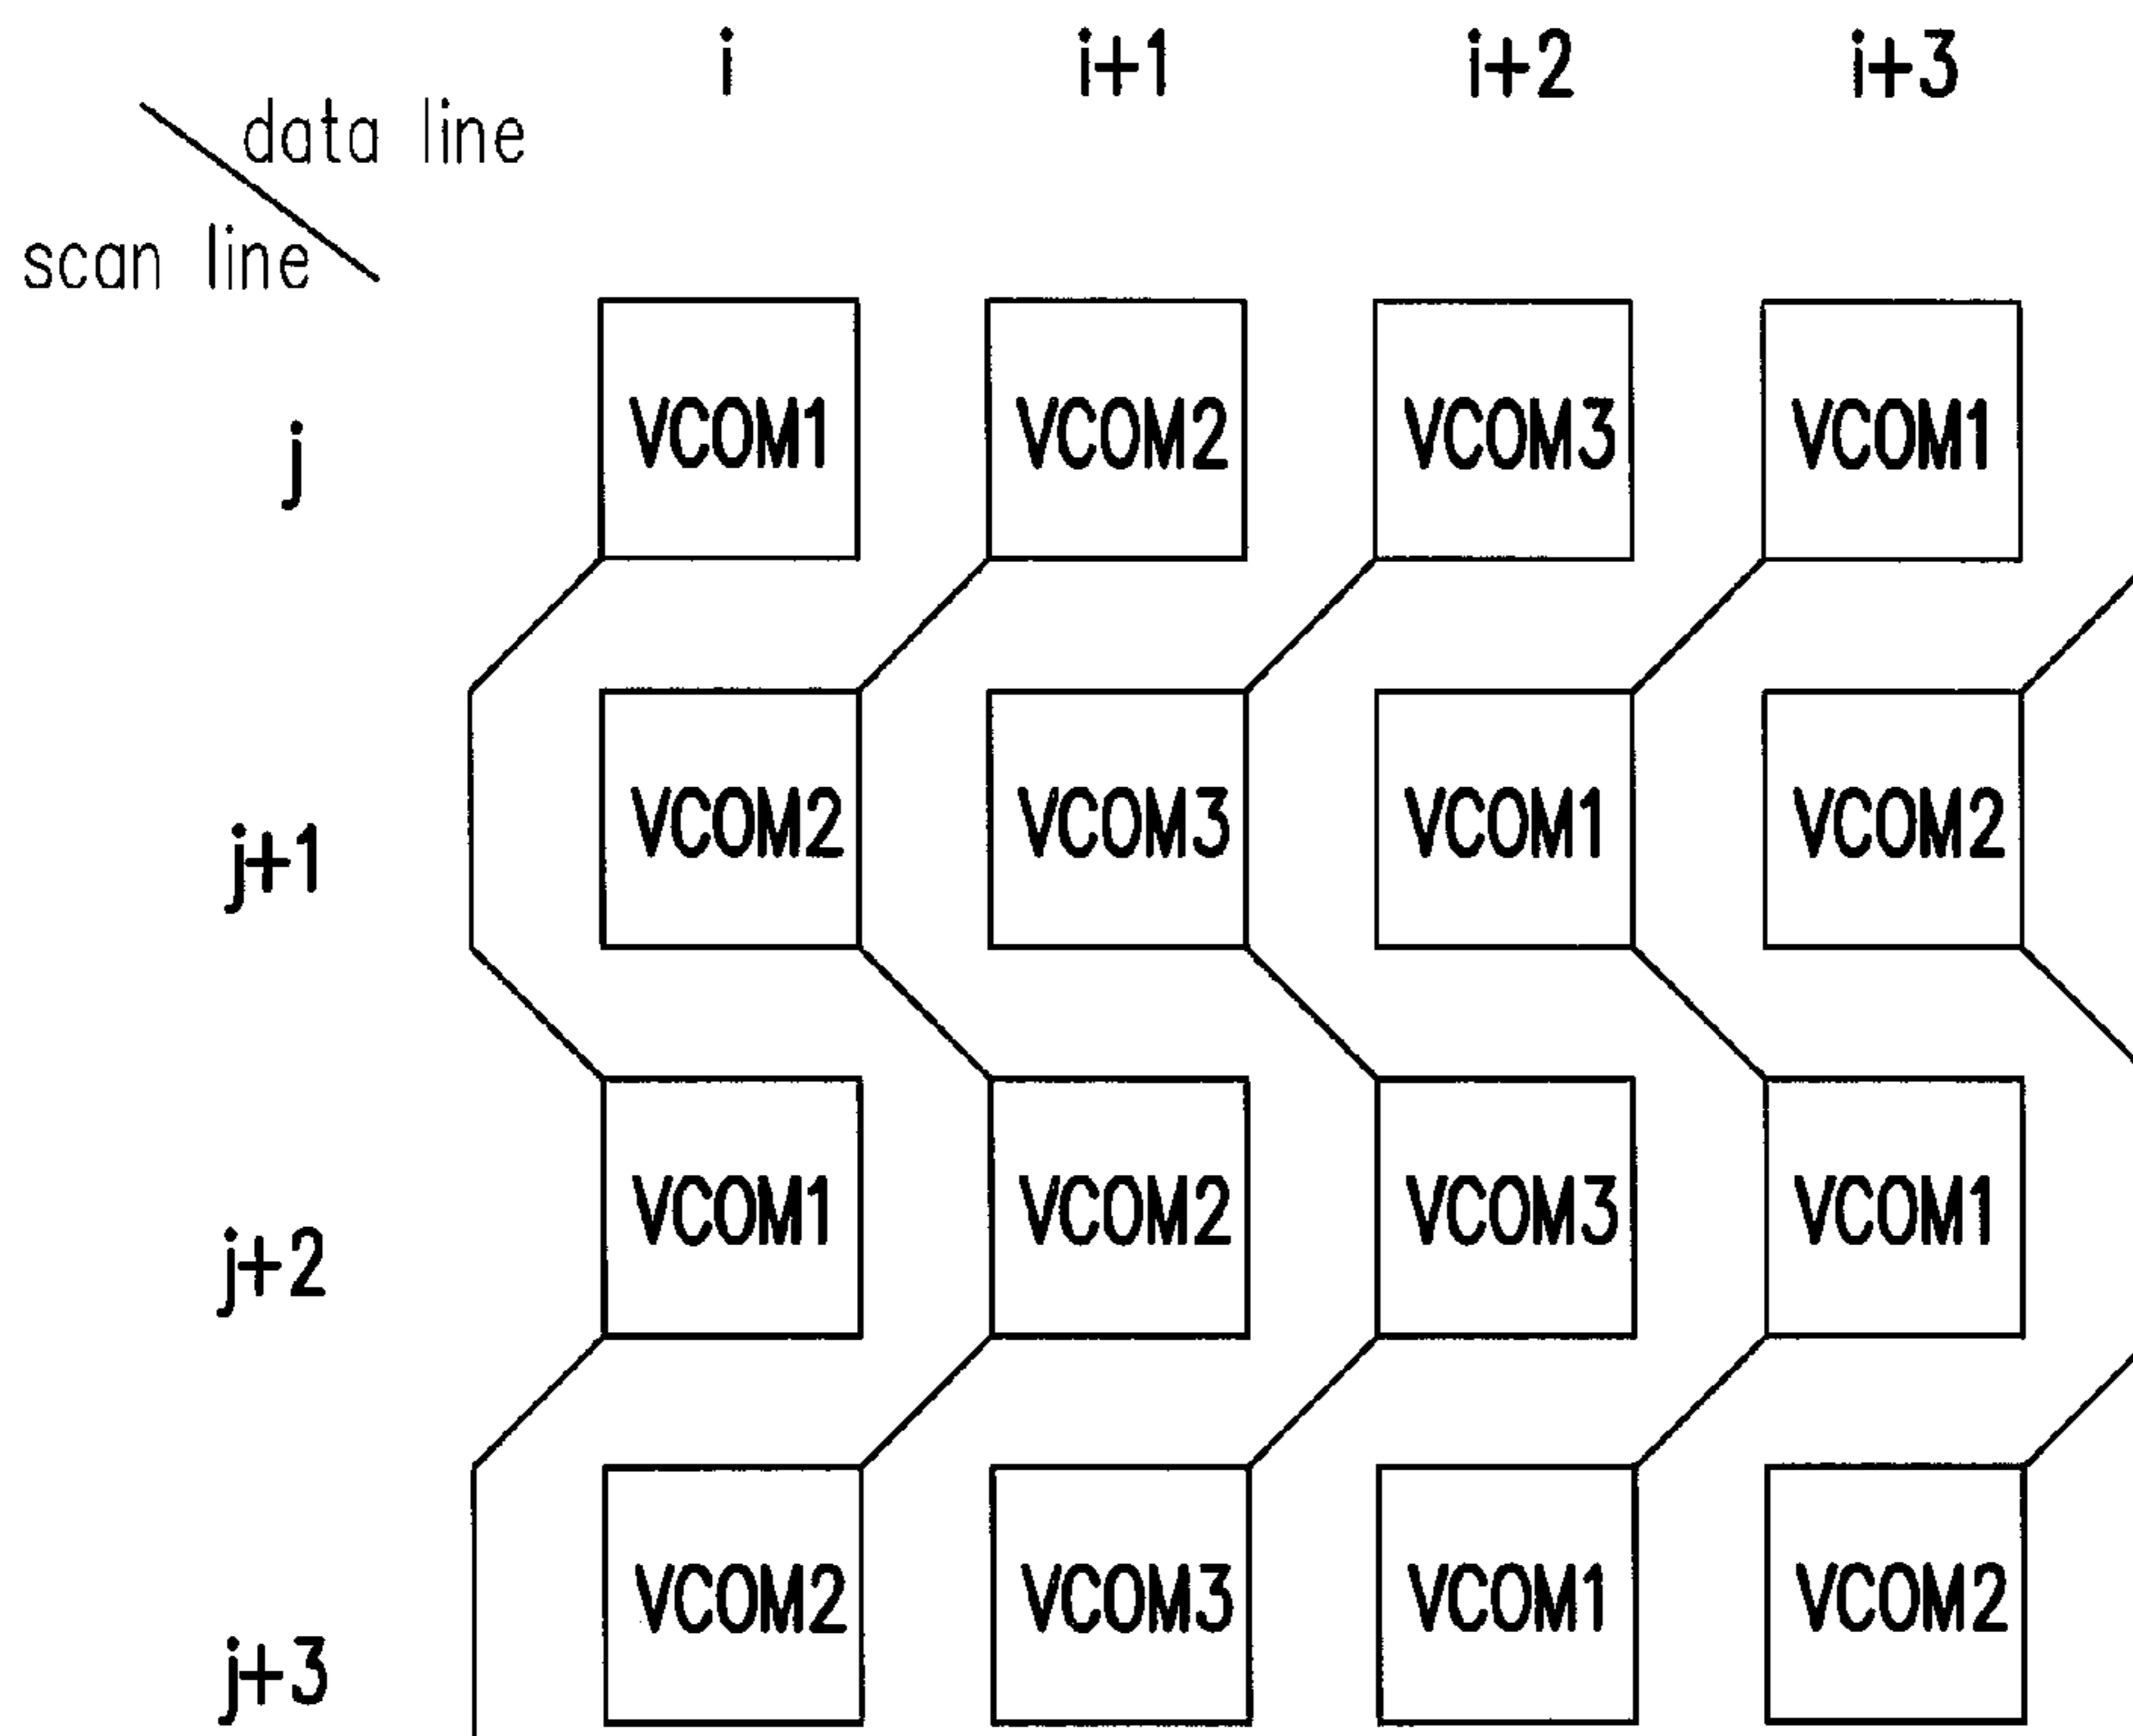 i i+1 i+2 i+3
data line
scan line
j VCOM1 VCOM2 VCOM3 VCOM1
j+1 VCOM2 VCOM3 VCOM1 VCOM2
j+2 VCOM1 VCOM2 VCOM3 VCOM1
j+3 VCOM2 VCOM3 VCOM1 VCOM2